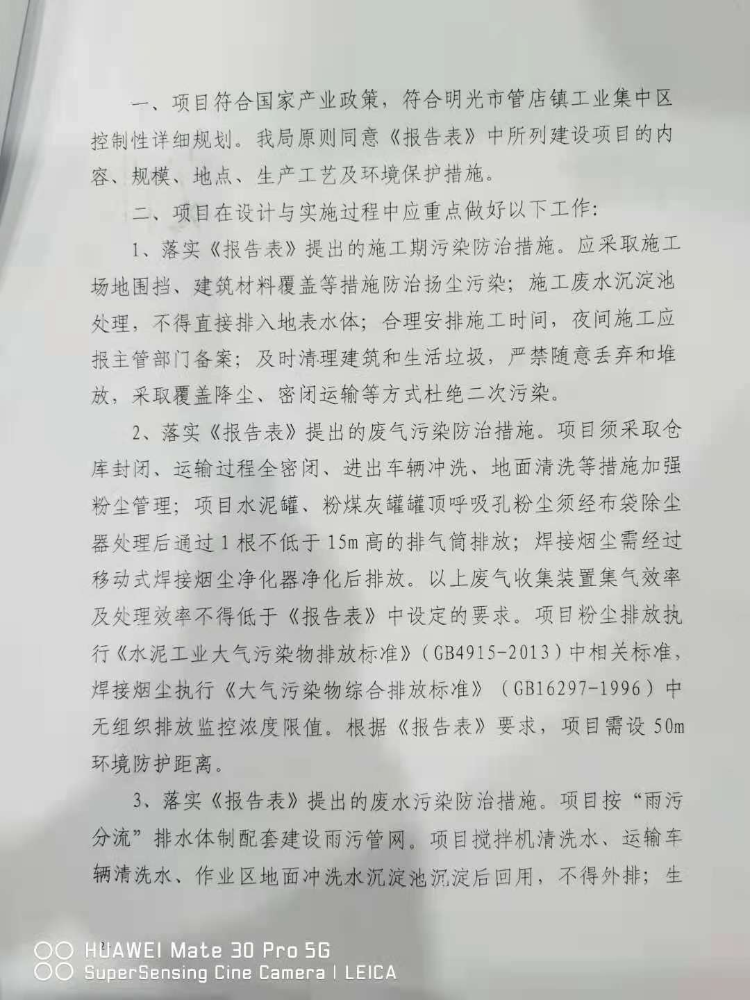 一、项目符合国家产业政策，符合明光市管店镇工业集中区
控制性详细规划。我局原则同意《报告表》中所列建设项目的内
容、规模、地点、生产工艺及环境保护措施。
二、项目在设计与实施过程中应重点做好以下工作：
1、落实《报告表》提出的施工期污染防治措施。应采取施工
场地围挡、建筑材料覆盖等措施防治扬尘污染；施工废水沉淀池
处理，不得直接排入地表水体；合理安排施工时间，夜间施工应
报主管部门备案；及时清理建筑和生活垃圾，严禁随意丢弃和堆
放，采取覆盖降尘、密闭运输等方式杜绝二次污染。
2、落实《报告表》提出的废气污染防治措施。项目须采取仓
库封闭、运输过程全密闭、进出车辆冲洗、地面清洗等措施加强
粉尘管理；项目水泥罐、粉煤灰罐罐顶呼吸孔粉尘须经布袋除尘
器处理后通过1根不低于15m高的排气筒排放；焊接烟尘需经过
移动式焊接烟尘净化器净化后排放。以上废气收集装置集气效率
及处理效率不得低于《报告表》中设定的要求。项目粉尘排放执
行《水泥工业大气污染物排放标准》（GB4915-2013）中相关标准，
焊接烟尘执行《大气污染物综合排放标准》（GB16297-1996）中
无组织排放监控浓度限值。根据《报告表》要求，项目需设50m
环境防护距离。
3、落实《报告表》提出的废水污染防治措施。项目按“雨污
分流”排水体制配套建设雨污管网。项目搅拌机清洗水、运输车
辆清洗水、作业区地面冲洗水沉淀池沉淀后回用，不得外排；生
2
HUAWEI Mate 30 Pro 5G
SuperSensing Cine Camera | LEICA